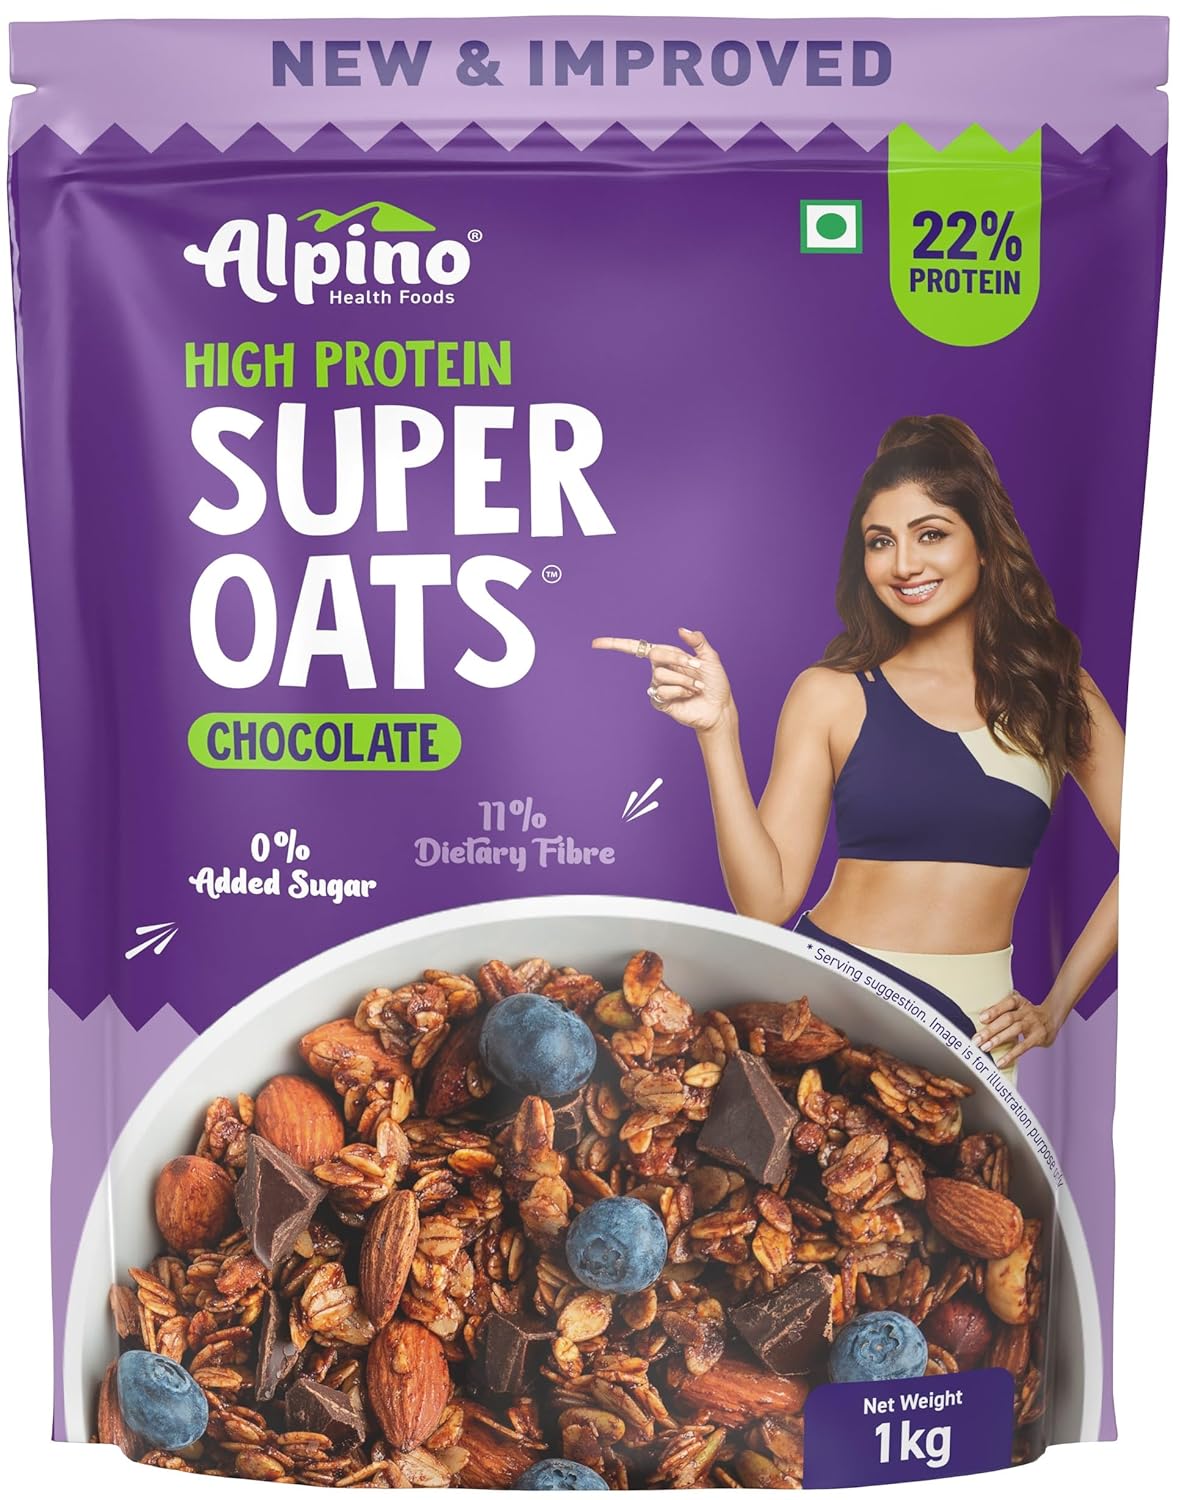 NEW & IMPROVED
Alpino®
Health Foods
22%
PROTEIN
HIGH PROTEIN
SUPER
OATS™
CHOCOLATE
0%
Added Sugar
11%
Dietary Fibre
* Serving suggestion. Image is for illustration purpose only.
Net Weight
1kg